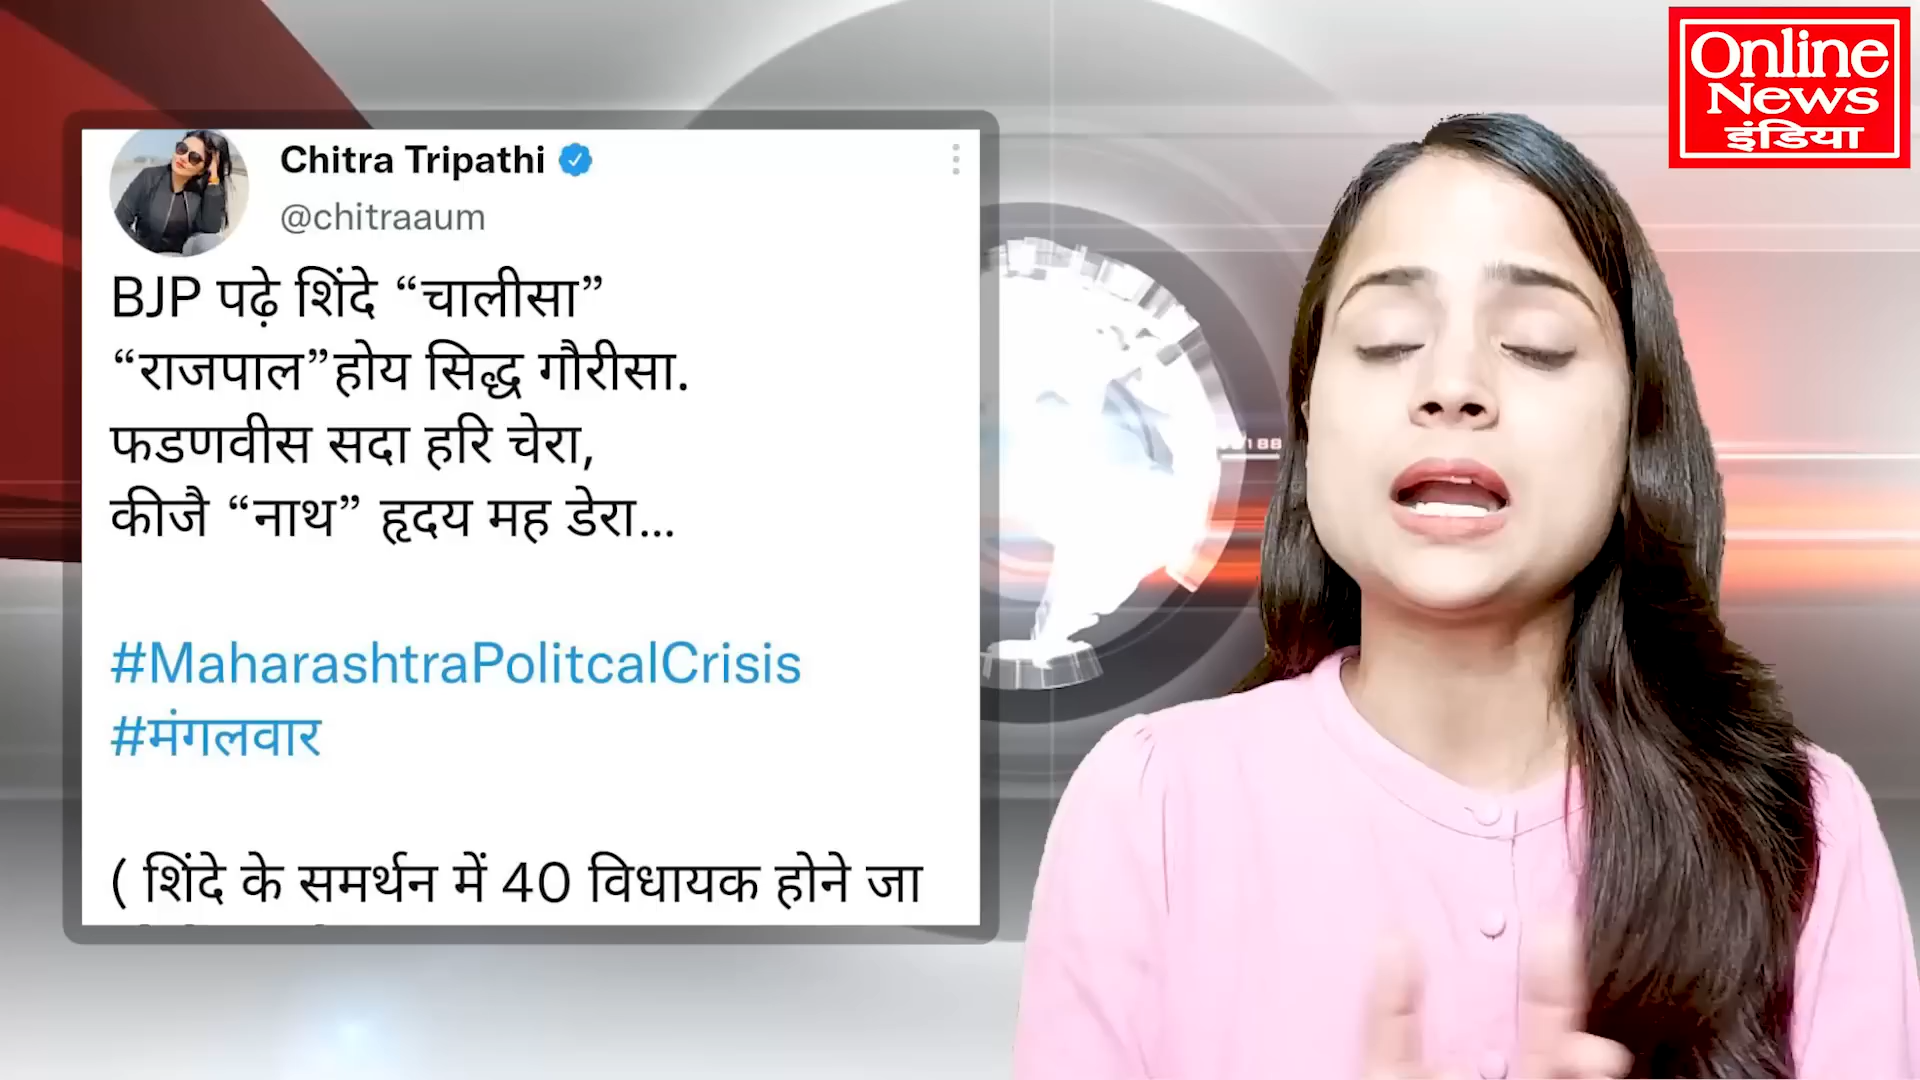 Chitra Tripathi
@chitraaum
BJP पढ़े शिंदे “चालीसा”
“राजपाल”होय सिद्ध गौरीसा.
फडणवीस सदा हरि चेरा,
कीजै “नाथ” हृदय मह डेरा...
#MaharashtraPolitcalCrisis
#मंगलवार
( शिंदे के समर्थन में 40 विधायक होने जा
Online
News
इंडिया